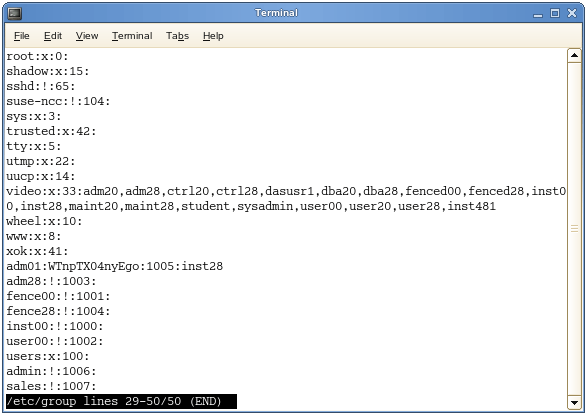 Terminal
File Edit View Terminal Tabs Help
root:x:0:
shadow:x:15:
sshd:!:65:
suse-ncc:!:104:
sys:x:3:
trusted:x:42:
tty:x:5:
utmp:x:22:
uucp:x:14:
video:x:33:adm20,adm28,ctrl20,ctrl28,dasusr1,dba20,dba28,fenced00,fenced28,inst0
0,inst28,maint20,maint28,student,sysadmin,user00,user20,user28,inst481
wheel:x:10:
www:x:8:
xok:x:41:
adm01:WTnpTX04nyEgo:1005:inst28
adm28:!:1003:
fence00:!:1001:
fence28:!:1004:
inst00:!:1000:
user00:!:1002:
users:x:100:
admin:!:1006:
sales:!:1007:
/etc/group lines 29-50/50 (END)